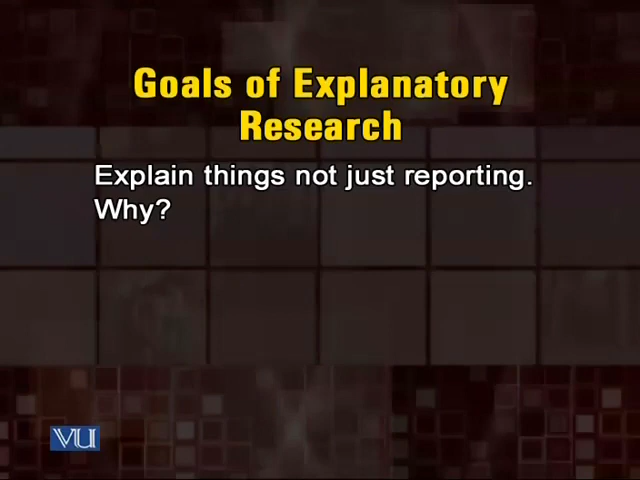 Goals of Explanatory
Research
Explain things not just reporting.
Why?
VU